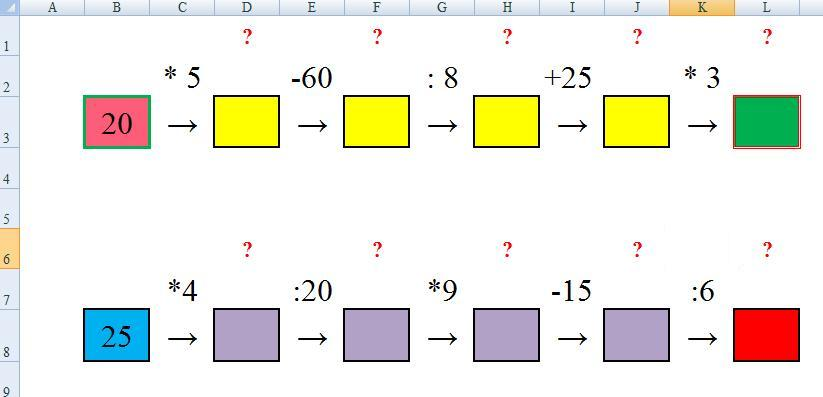 A B C D E F G H I J K L
1 ? ? ? ? ?
2 * 5 -60 : 8 +25 * 3
3 20 → → → → →
4
5
6 ? ? ? ? ?
7 *4 :20 *9 -15 :6
8 25 → → → → →
9